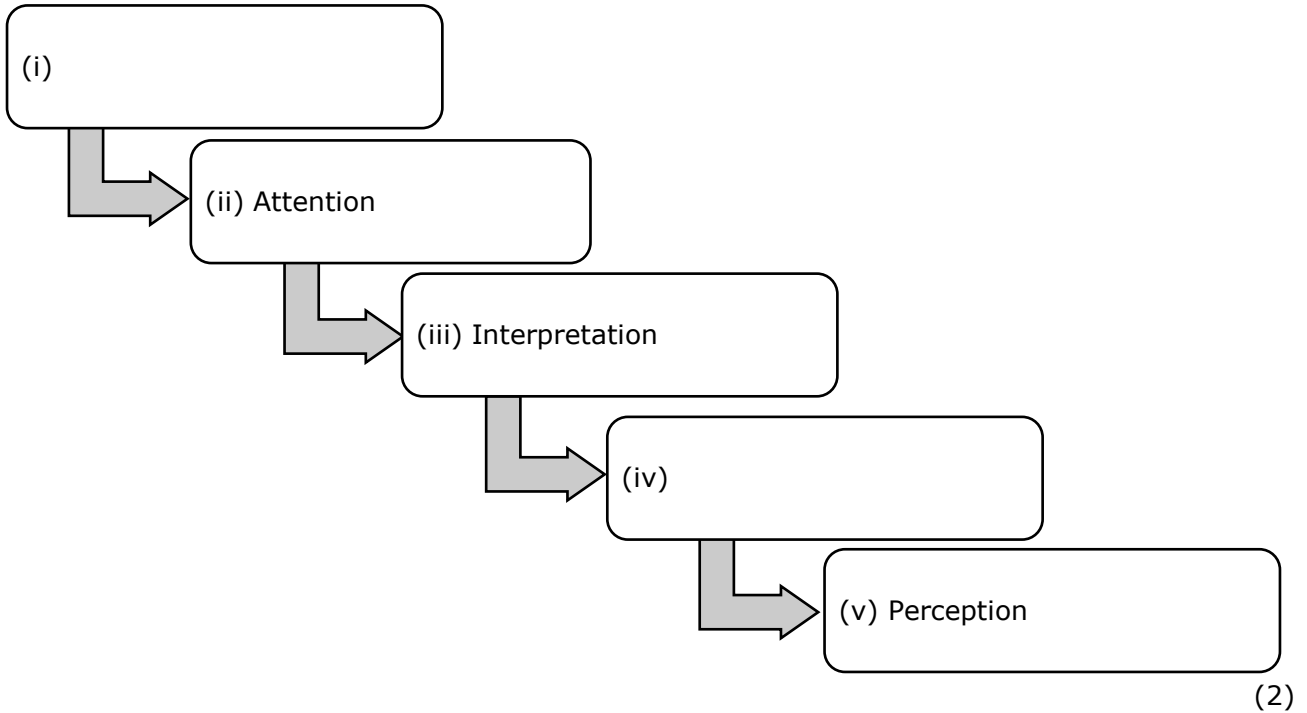 (i)
(ii) Attention
(iii) Interpretation
(iv)
(v) Perception
(2)